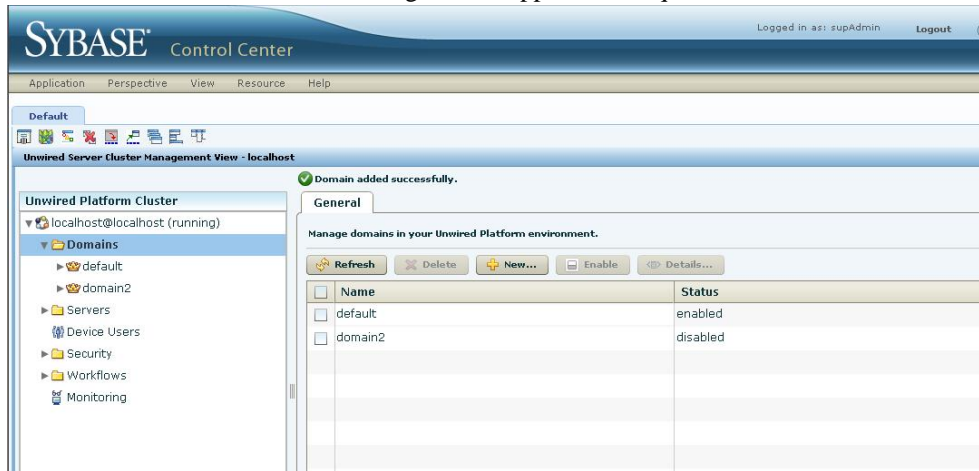 SYBASE Control Center
Logged in as: supAdmin Logout
Application Perspective View Resource Help
Default
Unwired Server Cluster Management View - localhost
Domain added successfully.
Unwired Platform Cluster
General
localhost@localhost (running)
Manage domains in your Unwired Platform environment.
Domains
Refresh Delete New... Enable Details...
default
Name Status
domain2
default enabled
Servers
domain2 disabled
Device Users
Security
Workflows
Monitoring